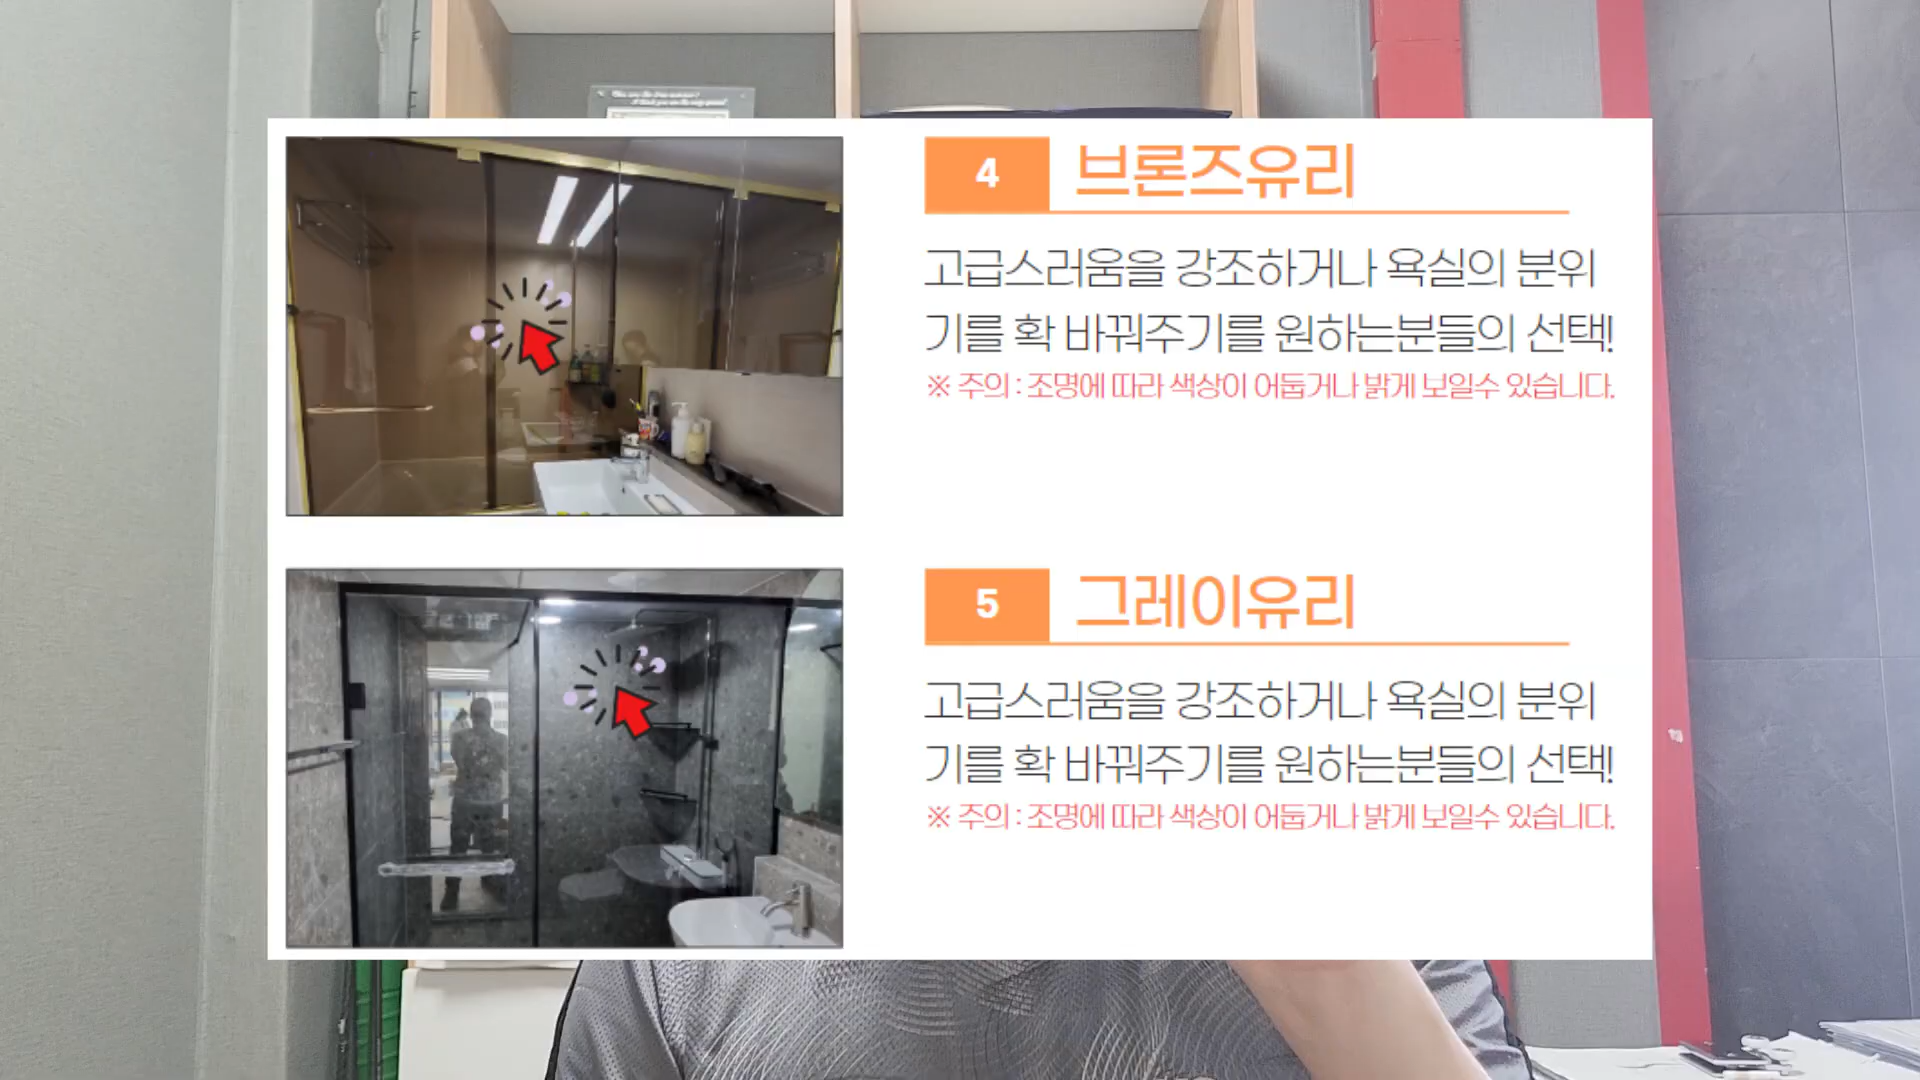 4
브론즈유리
고급스러움을 강조하거나 욕실의 분위
기를 확 바꿔주기를 원하는분들의 선택!
※ 주의 : 조명에 따라 색상이 어둡거나 밝게 보일수 있습니다.
5
그레이유리
고급스러움을 강조하거나 욕실의 분위
기를 확 바꿔주기를 원하는분들의 선택!
※ 주의 : 조명에 따라 색상이 어둡거나 밝게 보일수 있습니다.